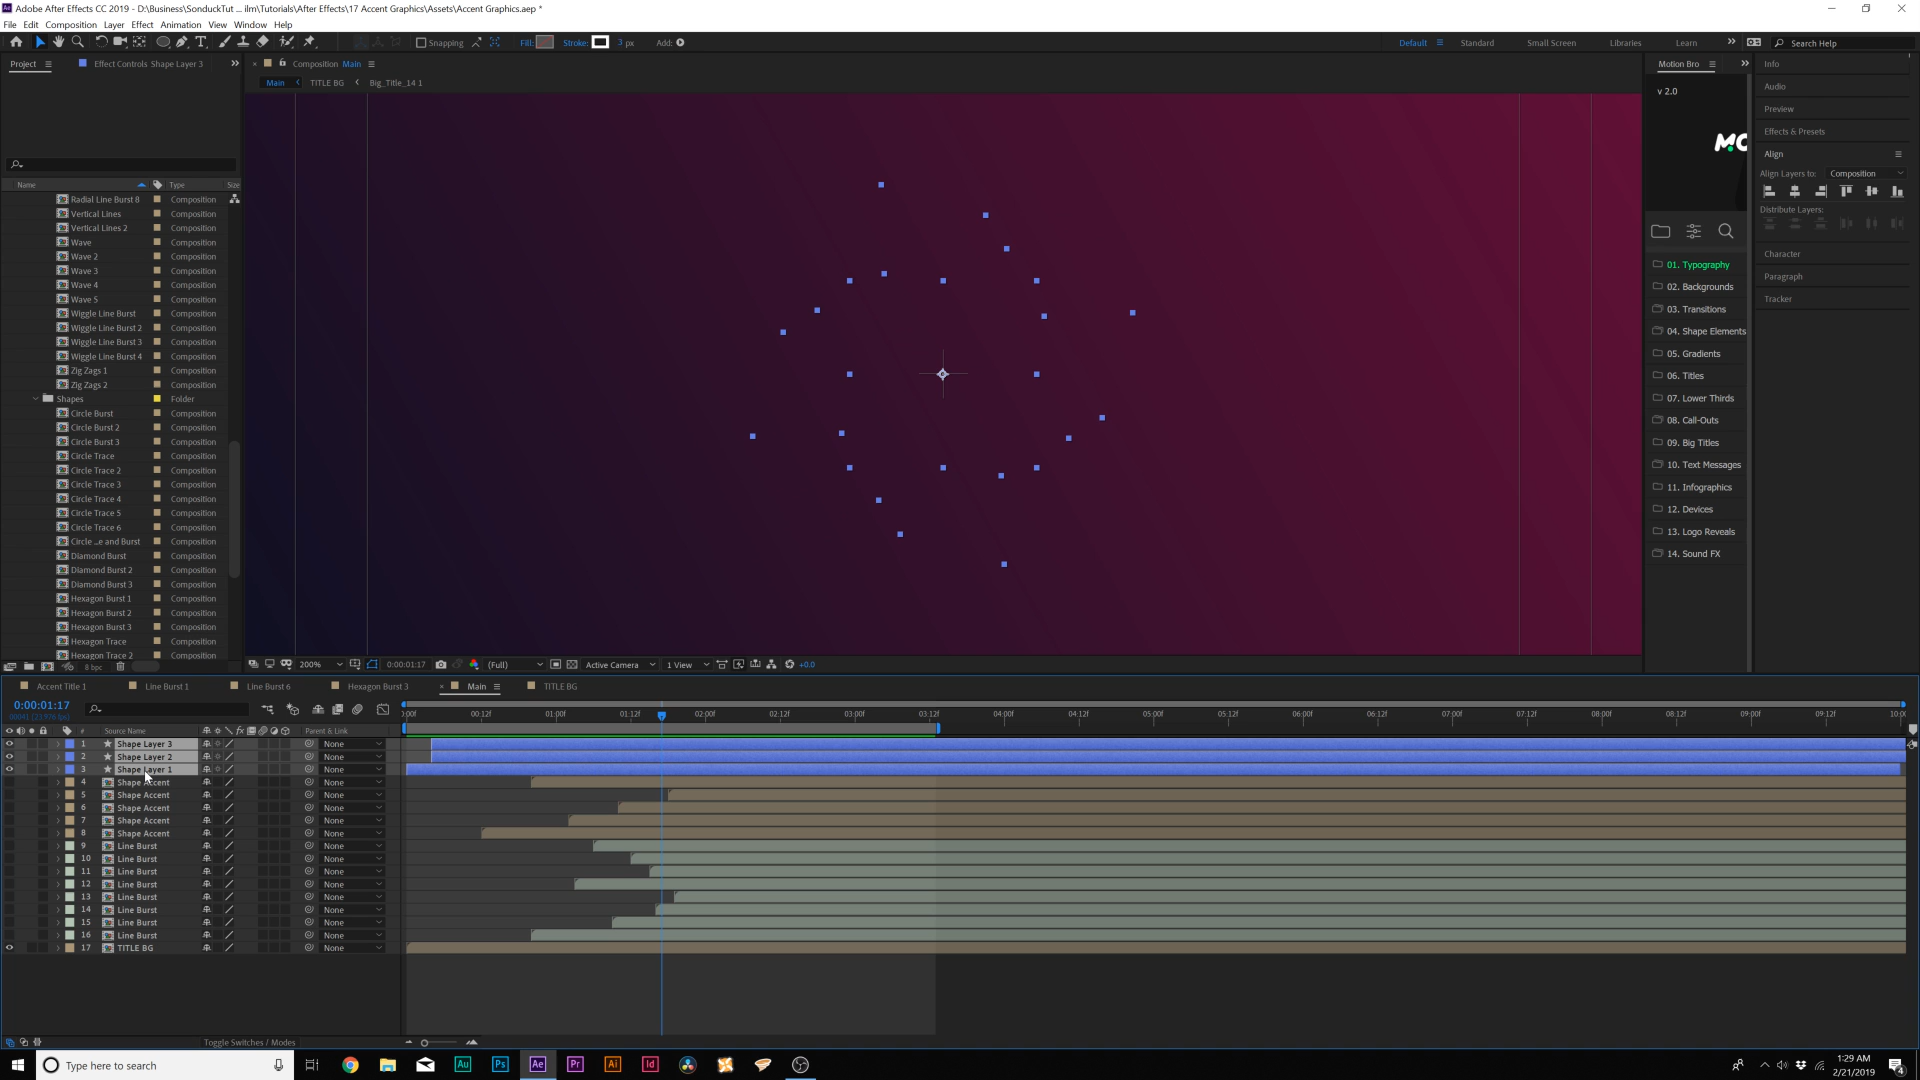 Adobe After Effects CC 2019 - D:\Business\SonduckTut ... ilm\Tutorials\After Effects\17 Accent Graphics\Assets\Accent Graphics.aep *
File Edit Composition Layer Effect Animation View Window Help
Snapping Fill: Stroke: 3 px Add: Default Standard Small Screen Libraries Learn Search Help
Project Effect Controls Shape Layer 3
Composition Main
Main TITLE BG Big_Title_14 1
Name Type Size
Radial Line Burst 8 Composition
Vertical Lines Composition
Vertical Lines 2 Composition
Wave Composition
Wave 2 Composition
Wave 3 Composition
Wave 4 Composition
Wave 5 Composition
Wiggle Line Burst Composition
Wiggle Line Burst 2 Composition
Wiggle Line Burst 3 Composition
Wiggle Line Burst 4 Composition
Zig Zags 1 Composition
Zig Zags 2 Composition
Shapes Folder
Circle Burst Composition
Circle Burst 2 Composition
Circle Burst 3 Composition
Circle Trace Composition
Circle Trace 2 Composition
Circle Trace 3 Composition
Circle Trace 4 Composition
Circle Trace 5 Composition
Circle Trace 6 Composition
Circle ...e and Burst Composition
Diamond Burst Composition
Diamond Burst 2 Composition
Diamond Burst 3 Composition
Hexagon Burst 1 Composition
Hexagon Burst 2 Composition
Hexagon Burst 3 Composition
Hexagon Trace Composition
Hexagon Trace 2 Composition
8 bpc
200% 0:00:01:17 (Full) Active Camera 1 View +0.0
Motion Bro
v 2.0
01. Typography
02. Backgrounds
03. Transitions
04. Shape Elements
05. Gradients
06. Titles
07. Lower Thirds
08. Call-Outs
09. Big Titles
10. Text Messages
11. Infographics
12. Devices
13. Logo Reveals
14. Sound FX
Info
Audio
Preview
Effects & Presets
Align
Align Layers to: Composition
Distribute Layers:
Character
Paragraph
Tracker
Accent Title 1 Line Burst 1 Line Burst 6 Hexagon Burst 3 Main TITLE BG
0:00:01:17
00:12f 01:00f 01:12f 02:00f 02:12f 03:00f 03:12f 04:00f 04:12f 05:00f 05:12f 06:00f 06:12f 07:00f 07:12f 08:00f 08:12f 09:00f 09:12f
# Source Name Parent & Link
1 Shape Layer 3 None
2 Shape Layer 2 None
3 Shape Layer 1 None
4 Shape Accent None
5 Shape Accent None
6 Shape Accent None
7 Shape Accent None
8 Shape Accent None
9 Line Burst None
10 Line Burst None
11 Line Burst None
12 Line Burst None
13 Line Burst None
14 Line Burst None
15 Line Burst None
16 Line Burst None
17 TITLE BG None
Toggle Switches / Modes
Type here to search
Au Ps Ae Pr Ai Id
1:29 AM
2/21/2019